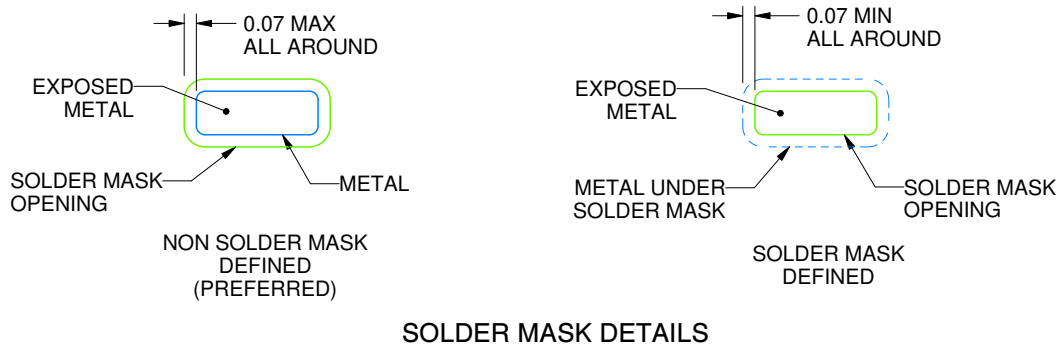 0.07 MAX
ALL AROUND
EXPOSED
METAL
SOLDER MASK
OPENING
METAL
NON SOLDER MASK
DEFINED
(PREFERRED)
0.07 MIN
ALL AROUND
EXPOSED
METAL
METAL UNDER
SOLDER MASK
SOLDER MASK
OPENING
SOLDER MASK
DEFINED
SOLDER MASK DETAILS